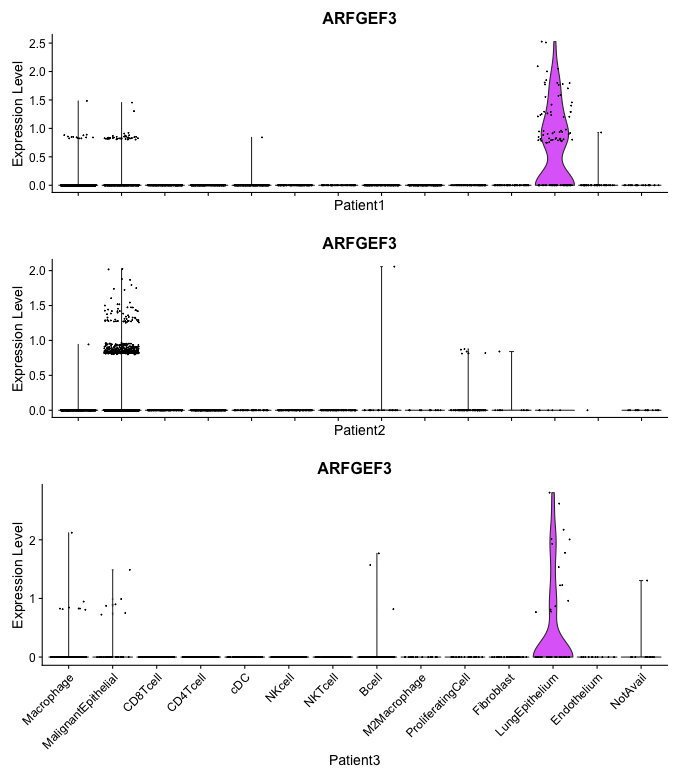 ARFGEF3
Expression Level
2.5
2.0
1.5
1.0
0.5
0.0
Patient1
ARFGEF3
Expression Level
2.0
1.5
1.0
0.5
0.0
Patient2
ARFGEF3
Expression Level
2
1
0
Macrophage
MalignantEpithelial
CD8Tcell
CD4Tcell
cDC
NKcell
NKTcell
Bcell
M2Macrophage
ProliferatingCell
Fibroblast
LungEpithelium
Endothelium
NotAvail
Patient3